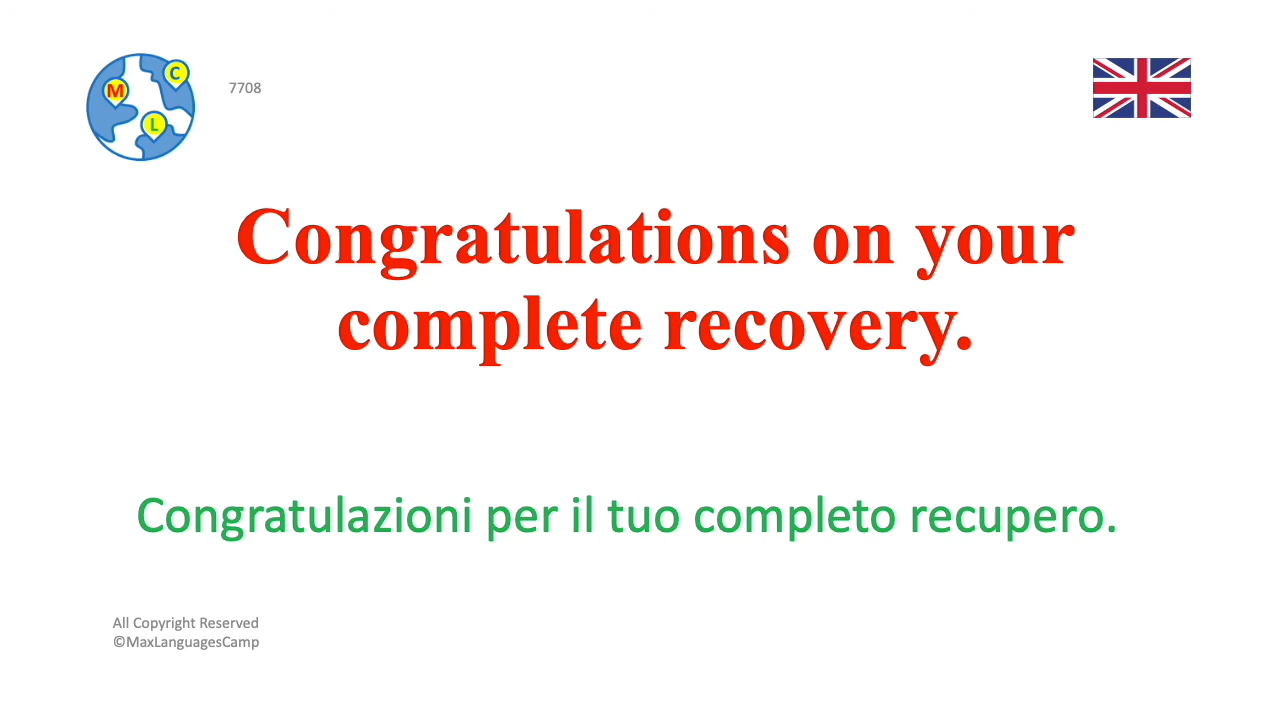 C
M
L
7708
Congratulations on your
complete recovery.
Congratulazioni per il tuo completo recupero.
All Copyright Reserved
©MaxLanguagesCamp